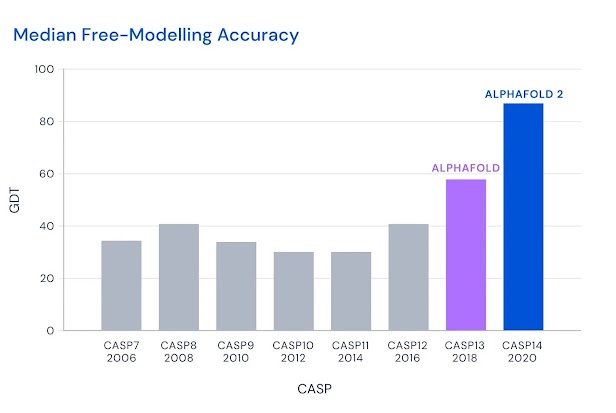 Median Free-Modelling Accuracy
100
80
60
40
20
0
GDT
ALPHAFOLD 2
ALPHAFOLD
CASP7 CASP8 CASP9 CASP10 CASP11 CASP12 CASP13 CASP14
2006 2008 2010 2012 2014 2016 2018 2020
CASP